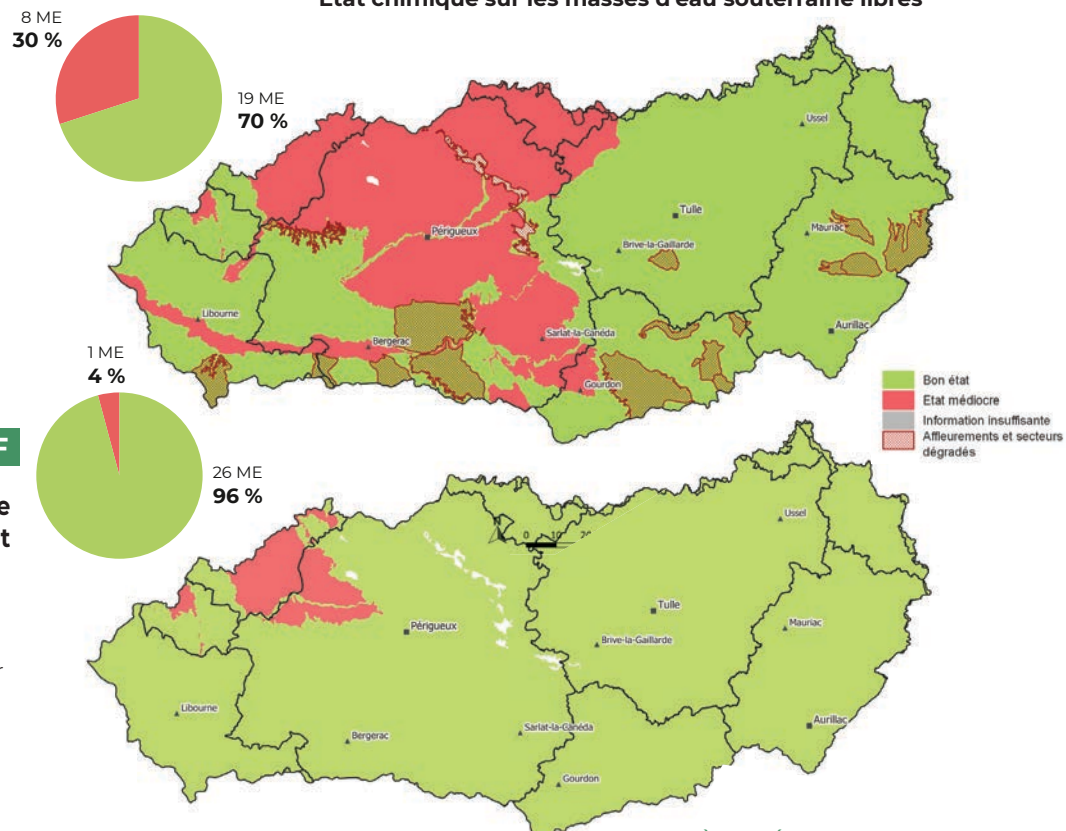 Etat chimique sur les masses d'eau souterraine libres
8 ME
30 %
19 ME
70 %
Ussel
Tulle
Mauriac
Périgueux
Brive-la-Gaillarde
Libourne
Sarlat-la-Canéda
Aurillac
Bergerac
Gourdon
Bon état
Etat médiocre
Information insuffisante
Affleurements et secteurs
dégradés
1 ME
4 %
F
26 ME
96 %
e
t
N
0 10 20
Ussel
Tulle
Mauriac
Périgueux
Brive-la-Gaillarde
Libourne
Sarlat-la-Canéda
Aurillac
Bergerac
Gourdon